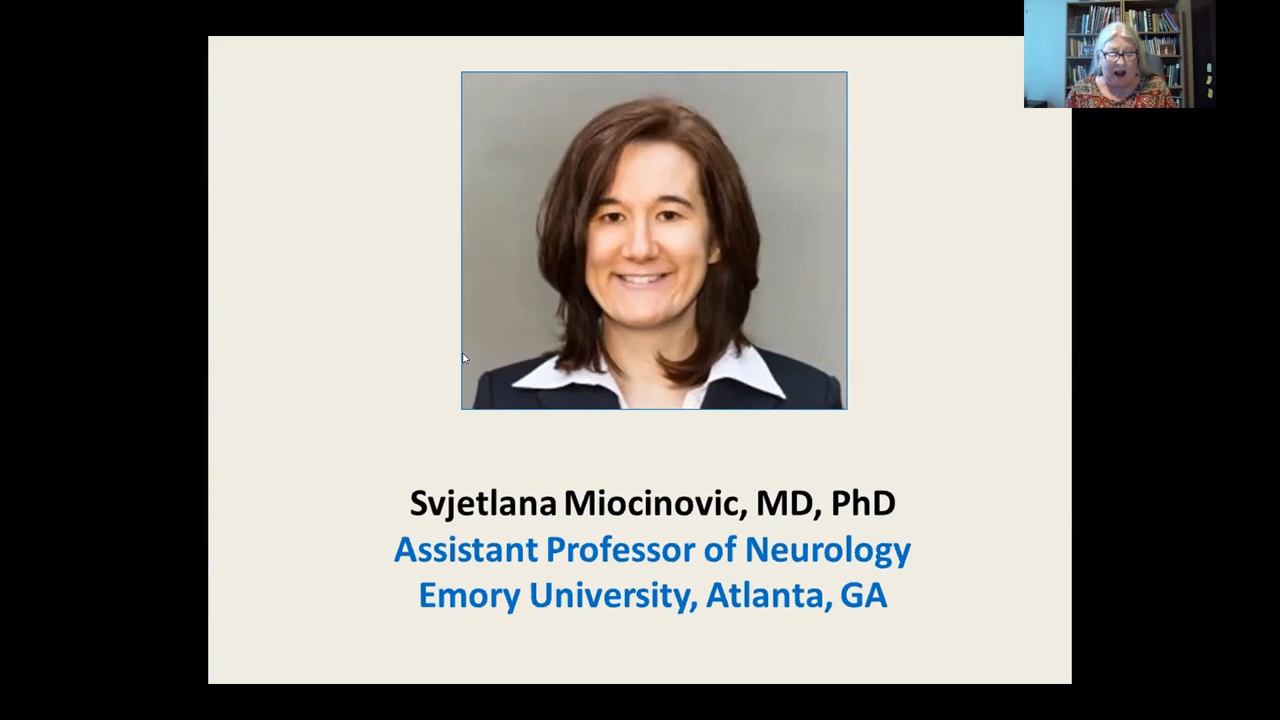 Svjetlana Miocinovic, MD, PhD
Assistant Professor of Neurology
Emory University, Atlanta, GA